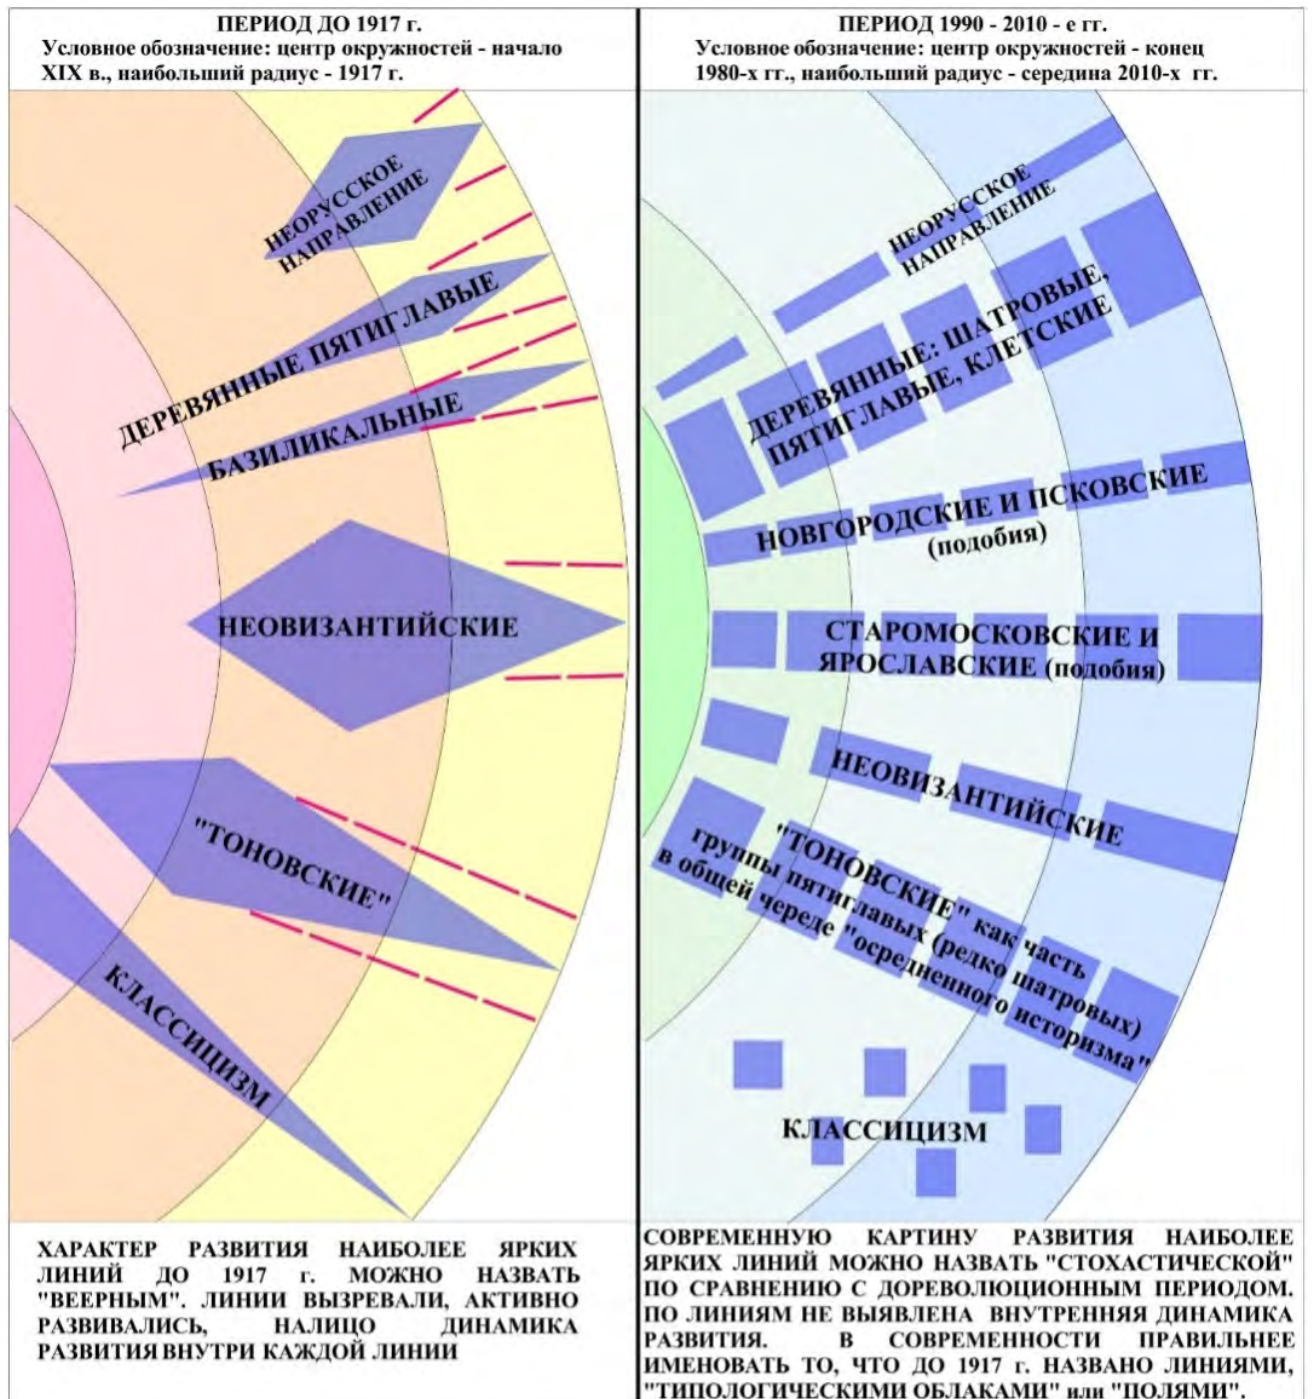 ПЕРИОД ДО 1917 г.
Условное обозначение: центр окружностей - начало
XIX в., наибольший радиус - 1917 г.
НЕОРУССКОЕ
НАПРАВЛЕНИЕ
ДЕРЕВЯННЫЕ ПЯТИГЛАВЫЕ
БАЗИЛИКАЛЬНЫЕ
НЕОВИЗАНТИЙСКИЕ
"ТОНОВСКИЕ"
КЛАССИЦИЗМ
ХАРАКТЕР РАЗВИТИЯ НАИБОЛЕЕ ЯРКИХ
ЛИНИЙ ДО 1917 г. МОЖНО НАЗВАТЬ
"ВЕЕРНЫМ". ЛИНИИ ВЫЗРЕВАЛИ, АКТИВНО
РАЗВИВАЛИСЬ, НАЛИЦО ДИНАМИКА
РАЗВИТИЯ ВНУТРИ КАЖДОЙ ЛИНИИ
ПЕРИОД 1990 - 2010 - е гг.
Условное обозначение: центр окружностей - конец
1980-х гг., наибольший радиус - середина 2010-х гг.
НЕОРУССКОЕ
НАПРАВЛЕНИЕ
ДЕРЕВЯННЫЕ: ШАТРОВЫЕ,
ПЯТИГЛАВЫЕ, КЛЕТСКИЕ
НОВГОРОДСКИЕ И ПСКОВСКИЕ
(подобия)
СТАРОМОСКОВСКИЕ И
ЯРОСЛАВСКИЕ (подобия)
НЕОВИЗАНТИЙСКИЕ
"ТОНОВСКИЕ" как часть
группы пятиглавых (редко шатровых)
в общей череде "осредненного историзма"
КЛАССИЦИЗМ
СОВРЕМЕННУЮ КАРТИНУ РАЗВИТИЯ НАИБОЛЕЕ
ЯРКИХ ЛИНИЙ МОЖНО НАЗВАТЬ "СТОХАСТИЧЕСКОЙ"
ПО СРАВНЕНИЮ С ДОРЕВОЛЮЦИОННЫМ ПЕРИОДОМ.
ПО ЛИНИЯМ НЕ ВЫЯВЛЕНА ВНУТРЕННЯЯ ДИНАМИКА
РАЗВИТИЯ. В СОВРЕМЕННОСТИ ПРАВИЛЬНЕЕ
ИМЕНОВАТЬ ТО, ЧТО ДО 1917 г. НАЗВАНО ЛИНИЯМИ,
"ТИПОЛОГИЧЕСКИМИ ОБЛАКАМИ" или "ПОЛЯМИ".